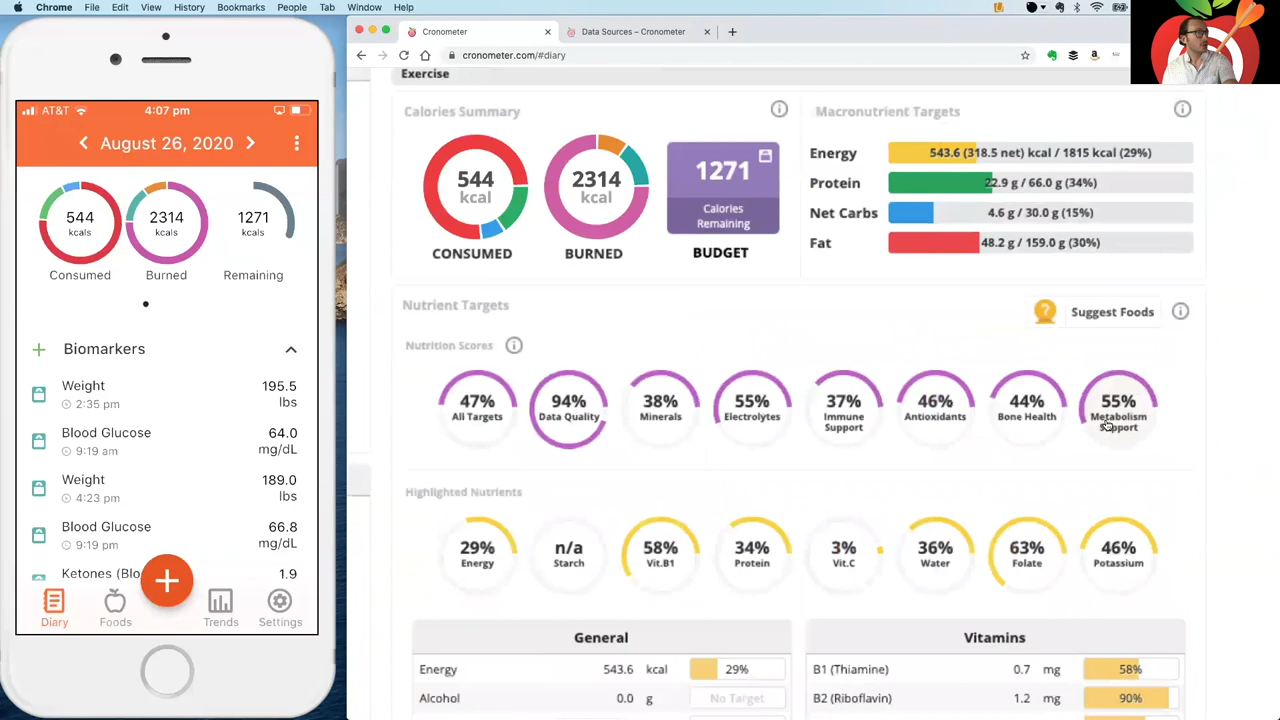 Chrome File Edit View History Bookmarks People Tab Window Help
AT&T 4:07 pm
August 26, 2020
544 kcals 2314 kcals 1271 kcals
Consumed Burned Remaining
Biomarkers
Weight 195.5 lbs
2:35 pm
Blood Glucose 64.0 mg/dL
9:19 am
Weight 189.0 lbs
4:23 pm
Blood Glucose 66.8 mg/dL
9:19 pm
Ketones (Blo 1.9
+
Diary Foods Trends Settings
Cronometer Data Sources – Cronometer
cronometer.com/#diary
Exercise
Calories Summary
544 kcal 2314 kcal 1271 Calories Remaining
CONSUMED BURNED BUDGET
Macronutrient Targets
Energy 543.6 (318.5 net) kcal / 1815 kcal (29%)
Protein 22.9 g / 66.0 g (34%)
Net Carbs 4.6 g / 30.0 g (15%)
Fat 48.2 g / 159.0 g (30%)
Nutrient Targets
? Suggest Foods
Nutrition Scores
47% All Targets
94% Data Quality
38% Minerals
55% Electrolytes
37% Immune Support
46% Antioxidants
44% Bone Health
55% Metabolism Support
Highlighted Nutrients
29% Energy
n/a Starch
58% Vit.B1
34% Protein
3% Vit.C
36% Water
63% Folate
46% Potassium
General
Energy 543.6 kcal 29%
Alcohol 0.0 g No Target
Vitamins
B1 (Thiamine) 0.7 mg 58%
B2 (Riboflavin) 1.2 mg 90%